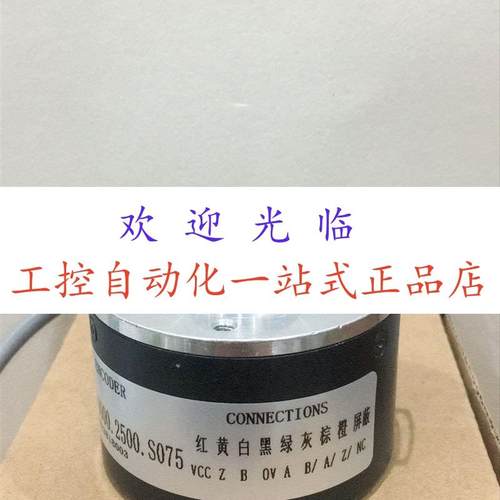 欢迎光临
工控自动化一站式正品店
ENCODER
.2500.S075
CONNECTIONS
红 黄 白 黑 绿 灰 棕 橙 屏蔽
VCC Z B 0V A B/ A/ Z/ NC